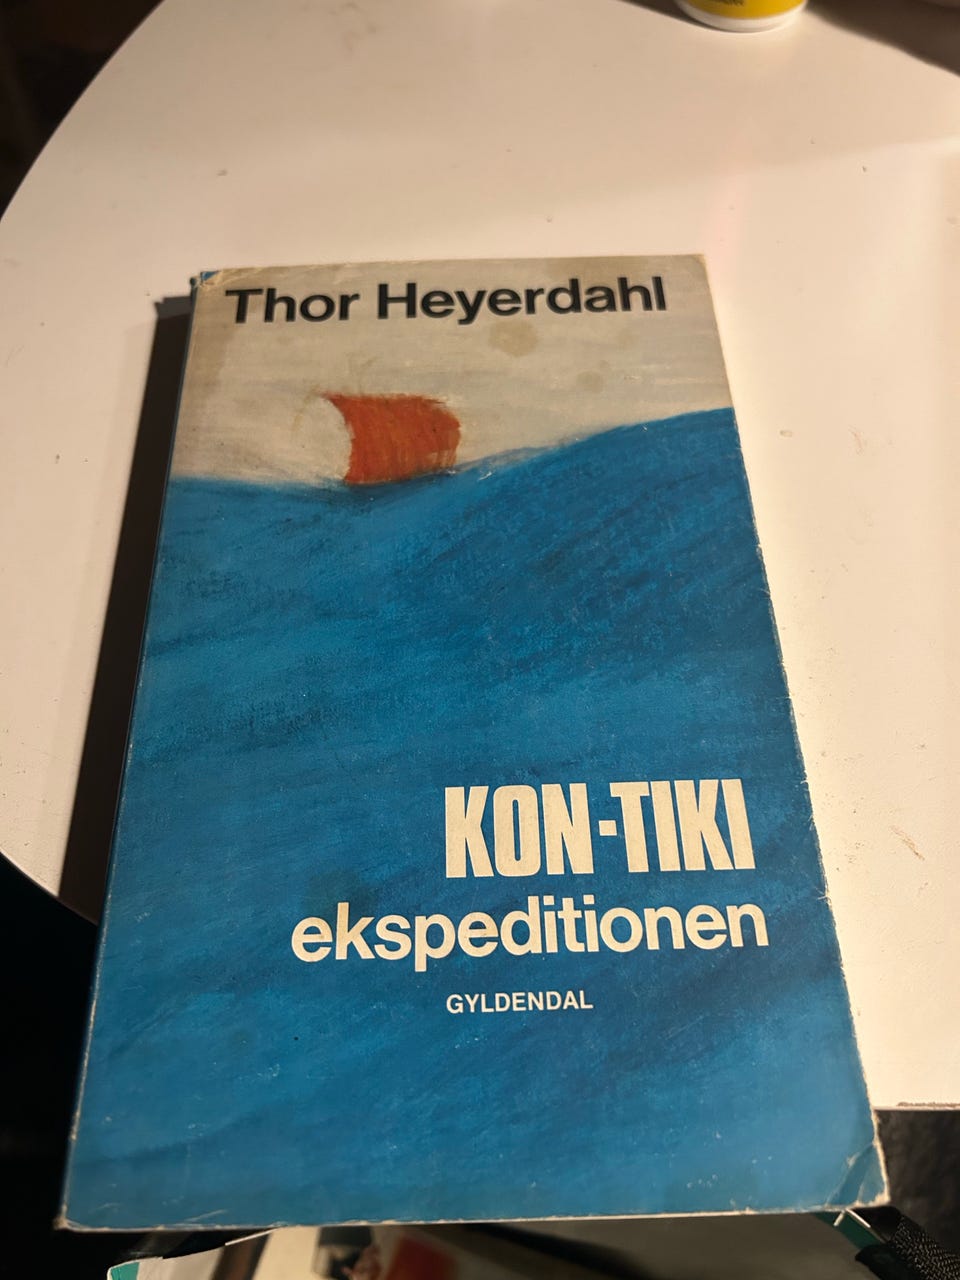 Thor Heyerdahl
KON-TIKI
ekspeditionen
GYLDENDAL